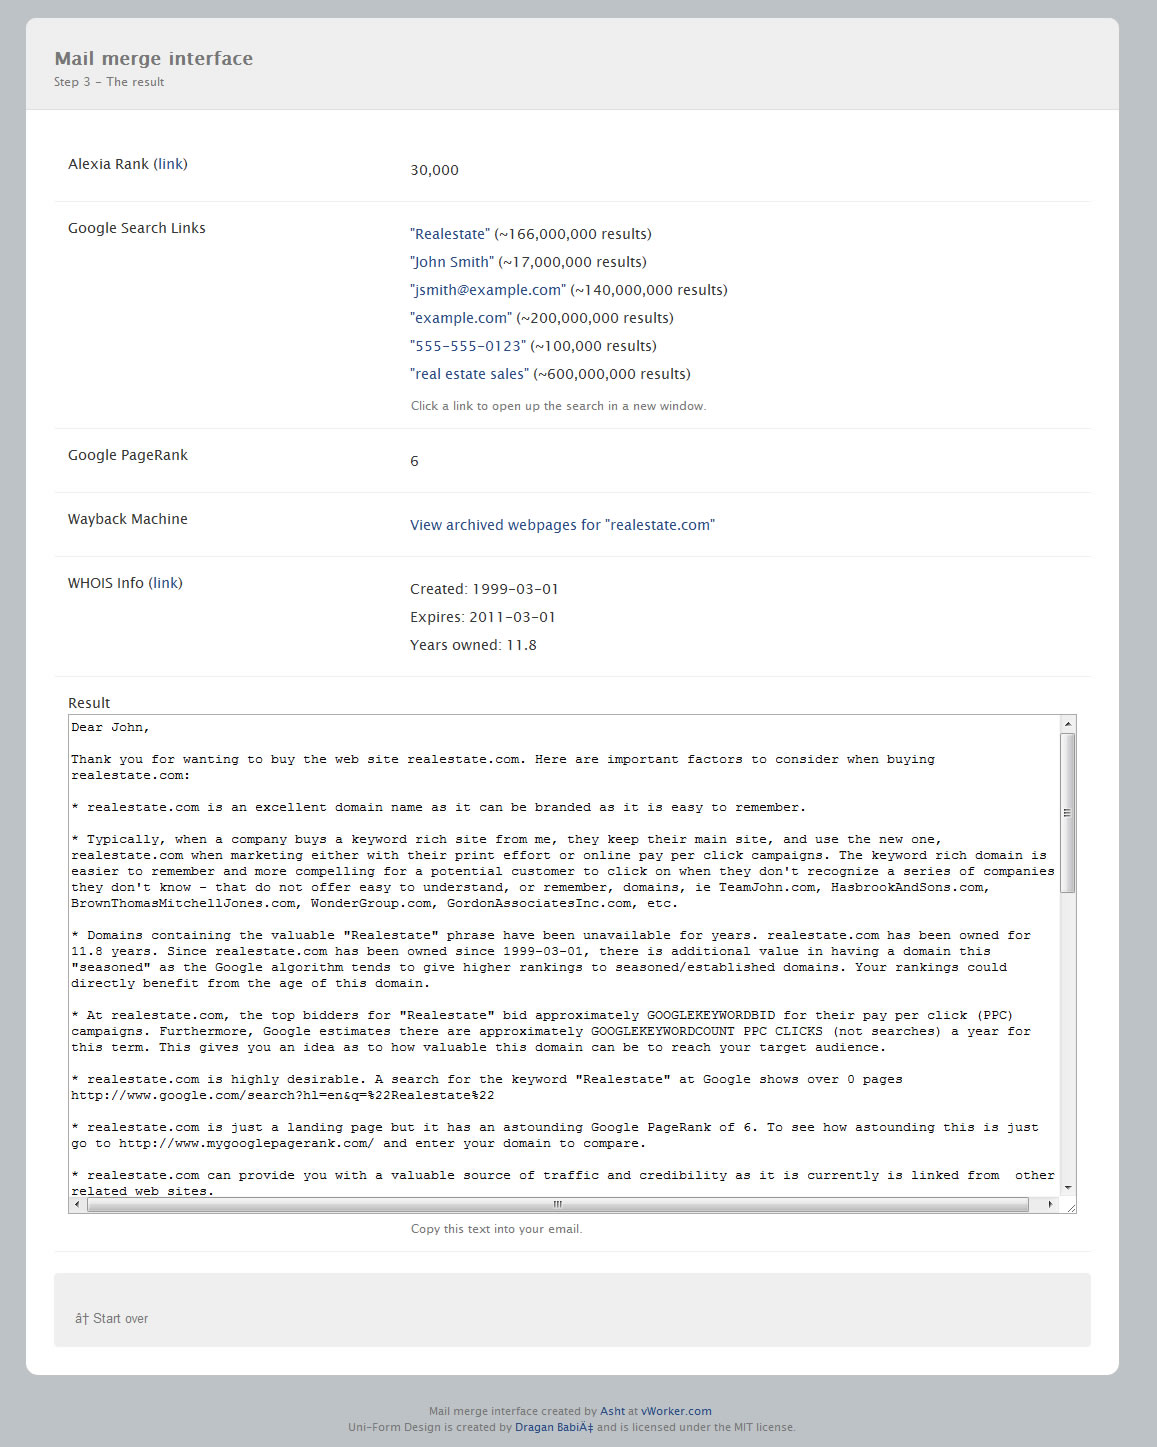 Mail merge interface
Step 3 – The result
Alexia Rank (link)
30,000
Google Search Links
"Realestate" (~166,000,000 results)
"John Smith" (~17,000,000 results)
"jsmith@example.com" (~140,000,000 results)
"example.com" (~200,000,000 results)
"555-555-0123" (~100,000 results)
"real estate sales" (~600,000,000 results)
Click a link to open up the search in a new window.
Google PageRank
6
Wayback Machine
View archived webpages for "realestate.com"
WHOIS Info (link)
Created: 1999-03-01
Expires: 2011-03-01
Years owned: 11.8
Result
Dear John,
Thank you for wanting to buy the web site realestate.com. Here are important factors to consider when buying
realestate.com:
* realestate.com is an excellent domain name as it can be branded as it is easy to remember.
* Typically, when a company buys a keyword rich site from me, they keep their main site, and use the new one,
realestate.com when marketing either with their print effort or online pay per click campaigns. The keyword rich domain is
easier to remember and more compelling for a potential customer to click on when they don't recognize a series of companies
they don't know - that do not offer easy to understand, or remember, domains, ie TeamJohn.com, HasbrookAndSons.com,
BrownThomasMitchellJones.com, WonderGroup.com, GordonAssociatesInc.com, etc.
* Domains containing the valuable "Realestate" phrase have been unavailable for years. realestate.com has been owned for
11.8 years. Since realestate.com has been owned since 1999-03-01, there is additional value in having a domain this
"seasoned" as the Google algorithm tends to give higher rankings to seasoned/established domains. Your rankings could
directly benefit from the age of this domain.
* At realestate.com, the top bidders for "Realestate" bid approximately GOOGLEKEYWORDBID for their pay per click (PPC)
campaigns. Furthermore, Google estimates there are approximately GOOGLEKEYWORDCOUNT PPC CLICKS (not searches) a year for
this term. This gives you an idea as to how valuable this domain can be to reach your target audience.
* realestate.com is highly desirable. A search for the keyword "Realestate" at Google shows over 0 pages
http://www.google.com/search?hl=en&q=%22Realestate%22
* realestate.com is just a landing page but it has an astounding Google PageRank of 6. To see how astounding this is just
go to http://www.mygooglepagerank.com/ and enter your domain to compare.
* realestate.com can provide you with a valuable source of traffic and credibility as it is currently is linked from  other
related web sites.
Copy this text into your email.
â† Start over
Mail merge interface created by Asht at vWorker.com
Uni-Form Design is created by Dragan BabiÄ‡ and is licensed under the MIT license.